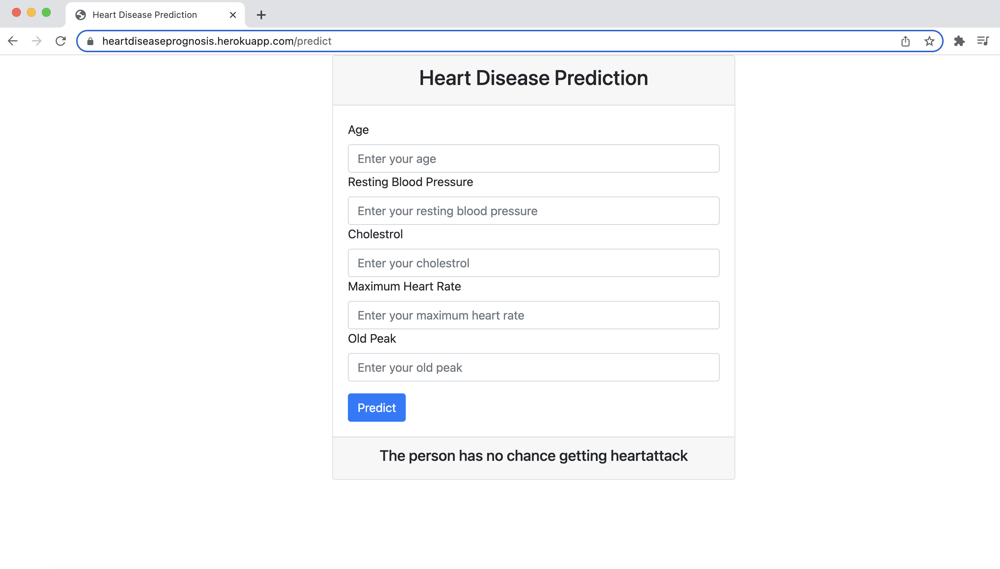 Heart Disease Prediction
heartdiseaseprognosis.herokuapp.com/predict
Heart Disease Prediction
Age
Enter your age
Resting Blood Pressure
Enter your resting blood pressure
Cholestrol
Enter your cholestrol
Maximum Heart Rate
Enter your maximum heart rate
Old Peak
Enter your old peak
Predict
The person has no chance getting heartattack